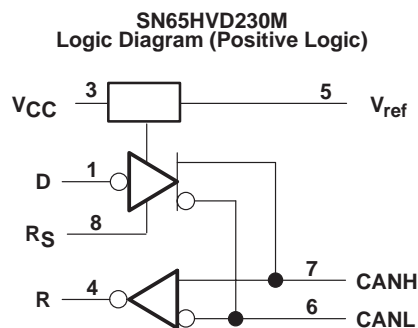 SN65HVD230M
Logic Diagram (Positive Logic)
VCC 3 5 Vref
D 1
RS 8
R 4
7 CANH
6 CANL